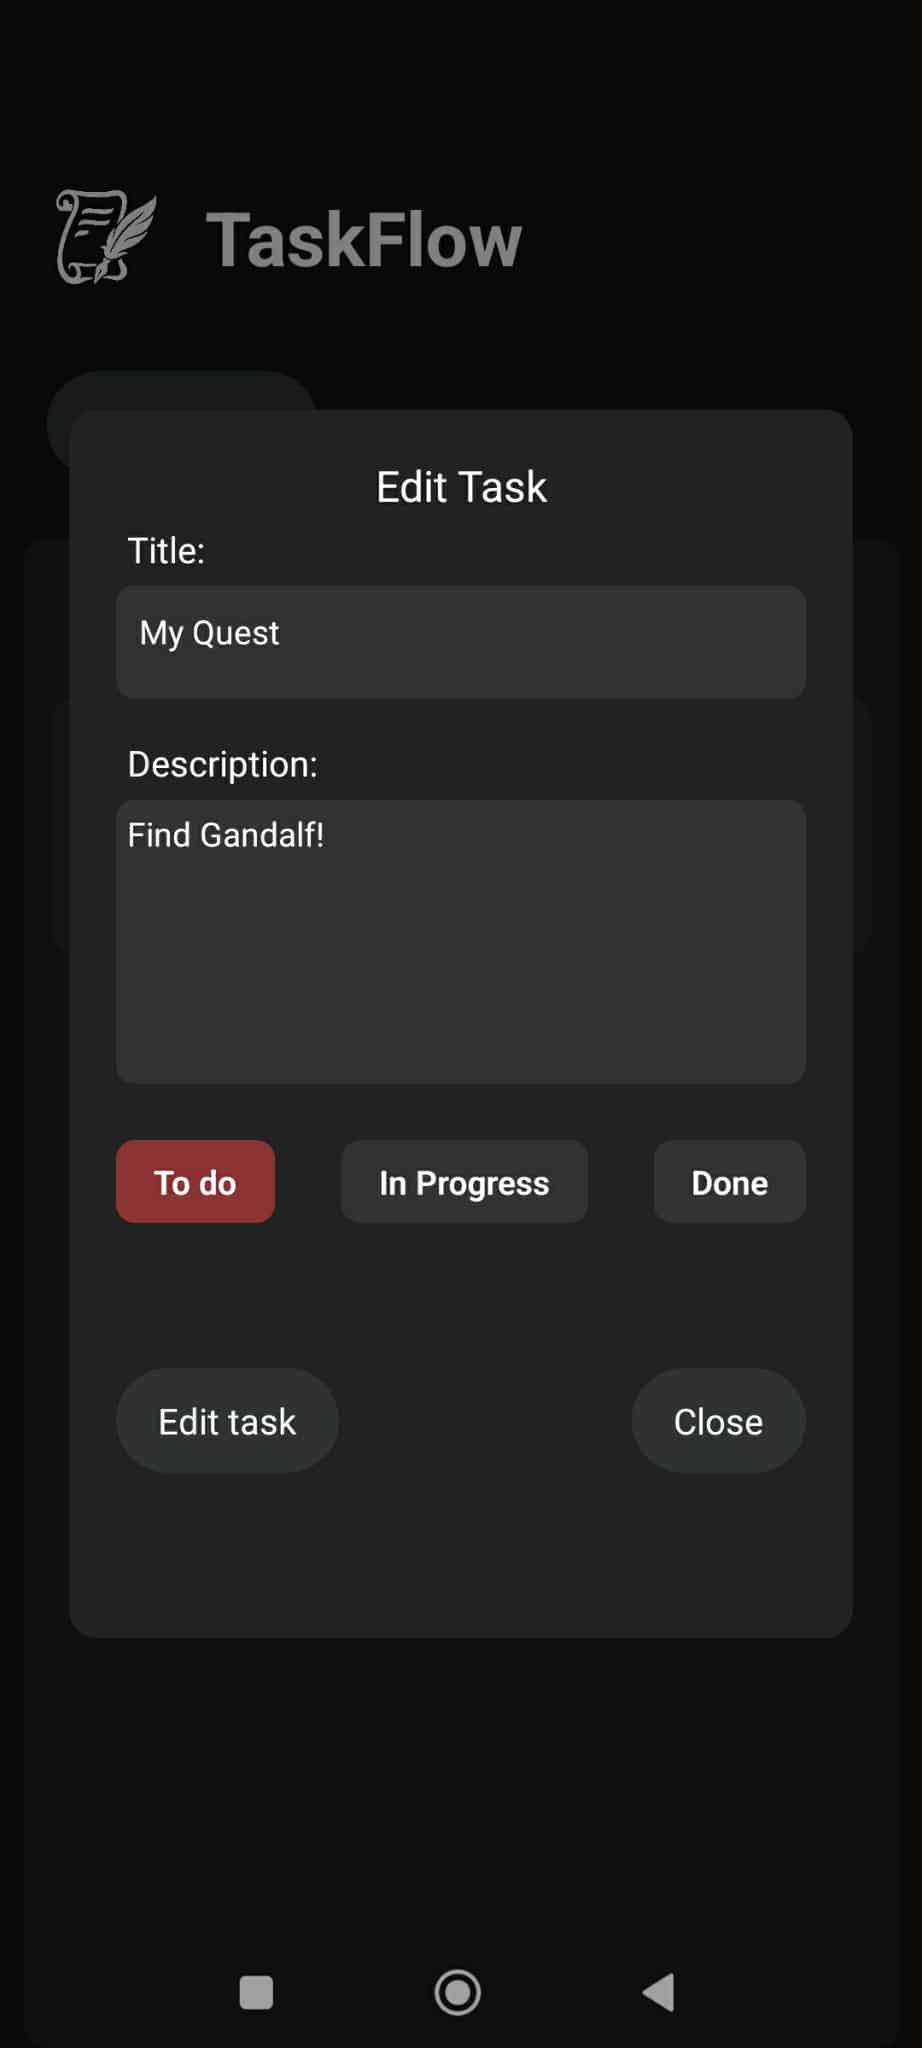 TaskFlow
Edit Task
Title:
My Quest
Description:
Find Gandalf!
To do
In Progress
Done
Edit task
Close